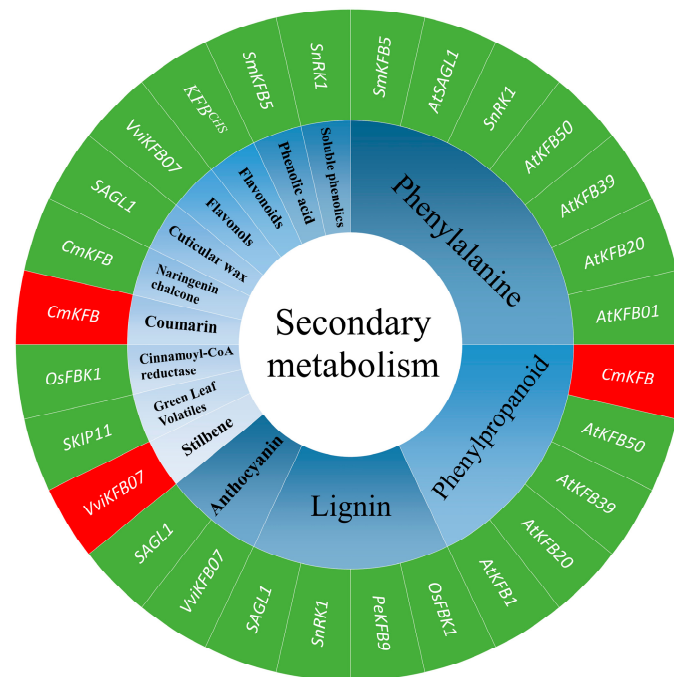 Secondary
metabolism
Phenylalanine
Phenylpropanoid
Lignin
Anthocyanin
Stilbene
Green Leaf
Volatiles
Cinnamoyl-CoA
reductase
Coumarin
Naringenin
chalcone
Cuticular wax
Flavonols
Flavonoids
Phenolic acid
Soluble phenolics
SmKFB5
AtSAGL1
SnRK1
AtKFB50
AtKFB39
AtKFB20
AtKFB01
CmKFB
AtKFB50
AtKFB39
AtKFB20
AtKFB1
OsFBK1
PeKFB9
SnRK1
SAGL1
VviKFB07
SAGL1
VviKFB07
SKIP11
OsFBK1
CmKFB
CmKFB
SAGL1
VviKFB07
KFBCHS
SmKFB5
SnRK1